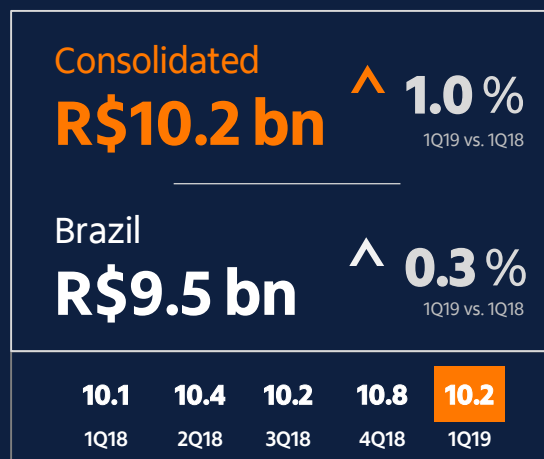 Consolidated
R$10.2 bn
1.0 %
1Q19 vs. 1Q18
Brazil
R$9.5 bn
0.3 %
1Q19 vs. 1Q18
10.1 10.4 10.2 10.8 10.2
1Q18 2Q18 3Q18 4Q18 1Q19